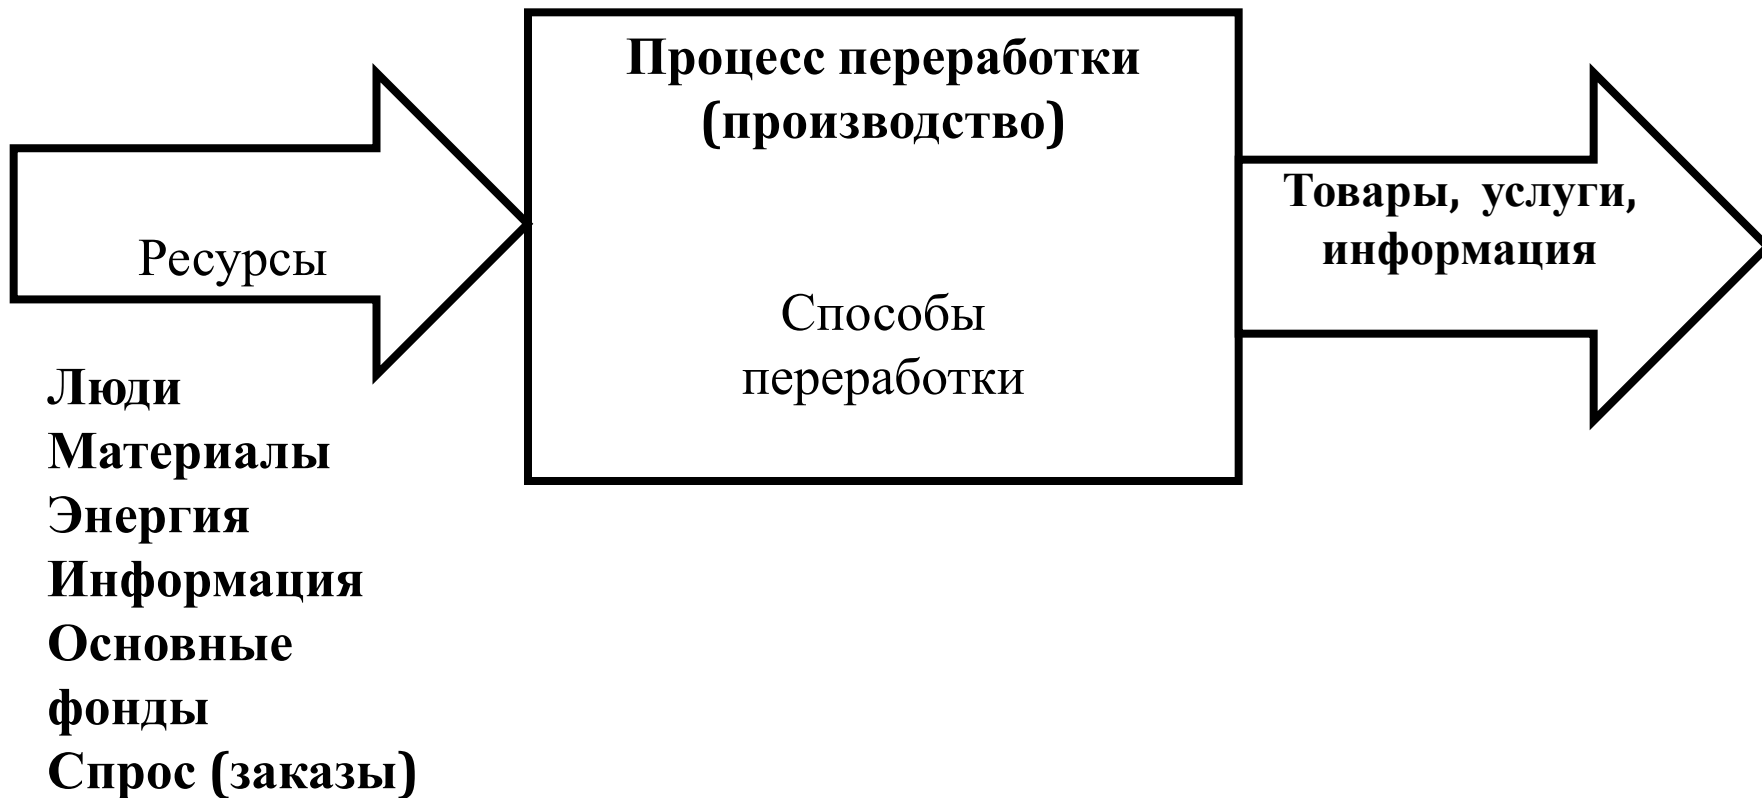 Процесс переработки
(производство)
Ресурсы
Способы
переработки
Товары, услуги,
информация
Люди
Материалы
Энергия
Информация
Основные
фонды
Спрос (заказы)